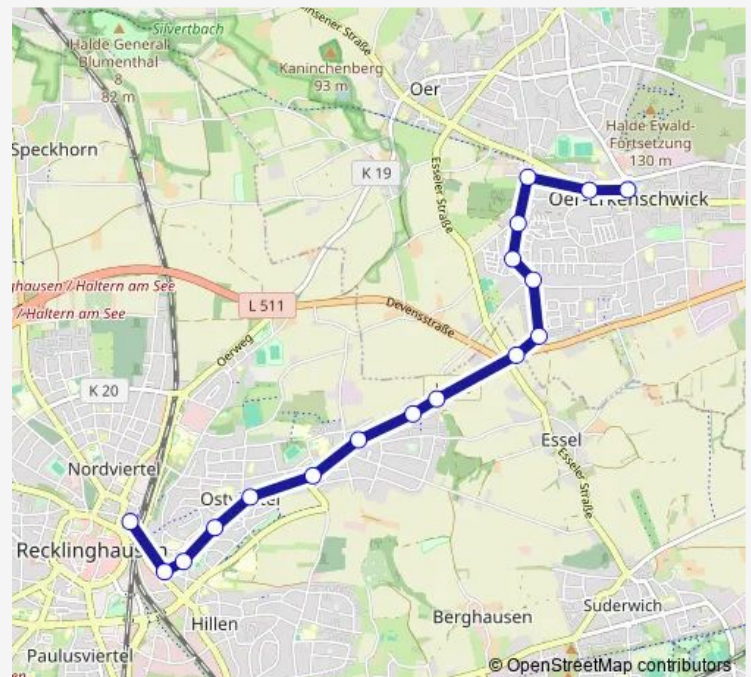 Silvertbach
Halde General
Blumenthal
8
82 m
Kaninchenberg
93 m
Oer
Halde Ewald-
Fortsetzung
130 m
Speckhorn
K 19
Esseler Straße
Oer-Erkenschwick
ghausen / Haltern am See
/ Haltern am See
L 511
Devensstraße
Oerweg
K 20
Essel
Esseler Straße
Nordviertel
Recklinghausen
Hillen
Berghausen
Suderwich
Paulusviertel
© OpenStreetMap contributors